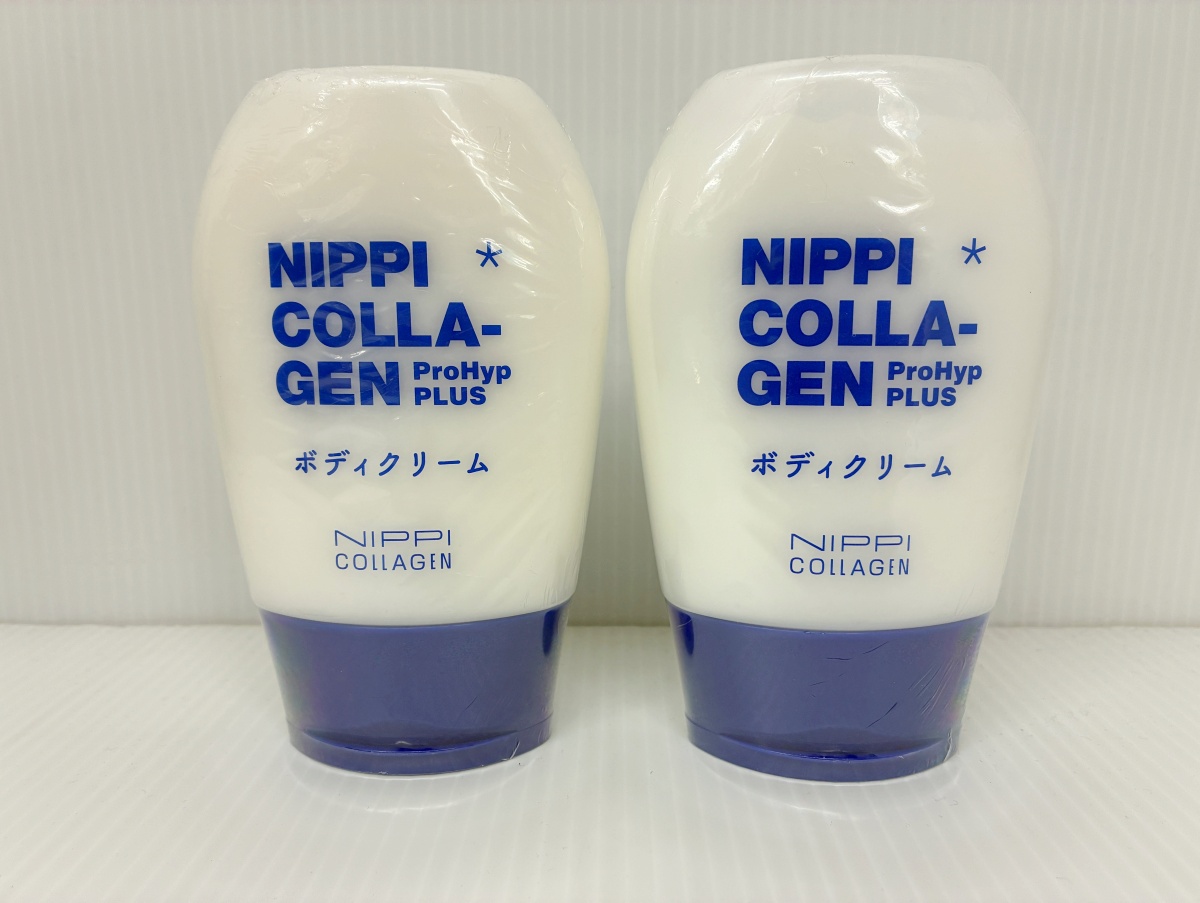 NIPPI *
COLLA-
GEN ProHyp
PLUS
ボディクリーム
NIPPI
COLLAGEN
NIPPI *
COLLA-
GEN ProHyp
PLUS
ボディクリーム
NIPPI
COLLAGEN